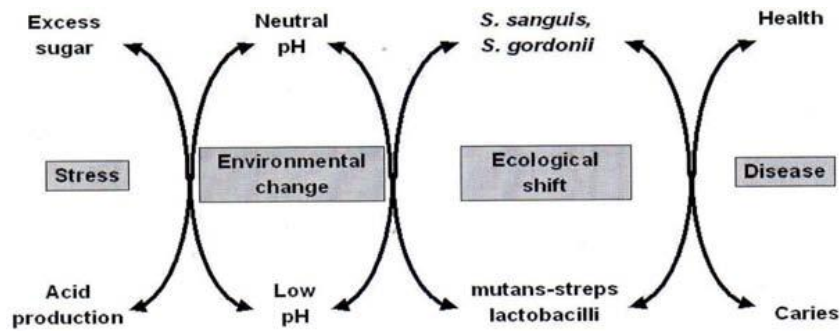 Excess
sugar
Neutral
pH
S. sanguis,
S. gordonii
Health
Stress
Environmental
change
Ecological
shift
Disease
Acid
production
Low
pH
mutans-streps
lactobacilli
Caries